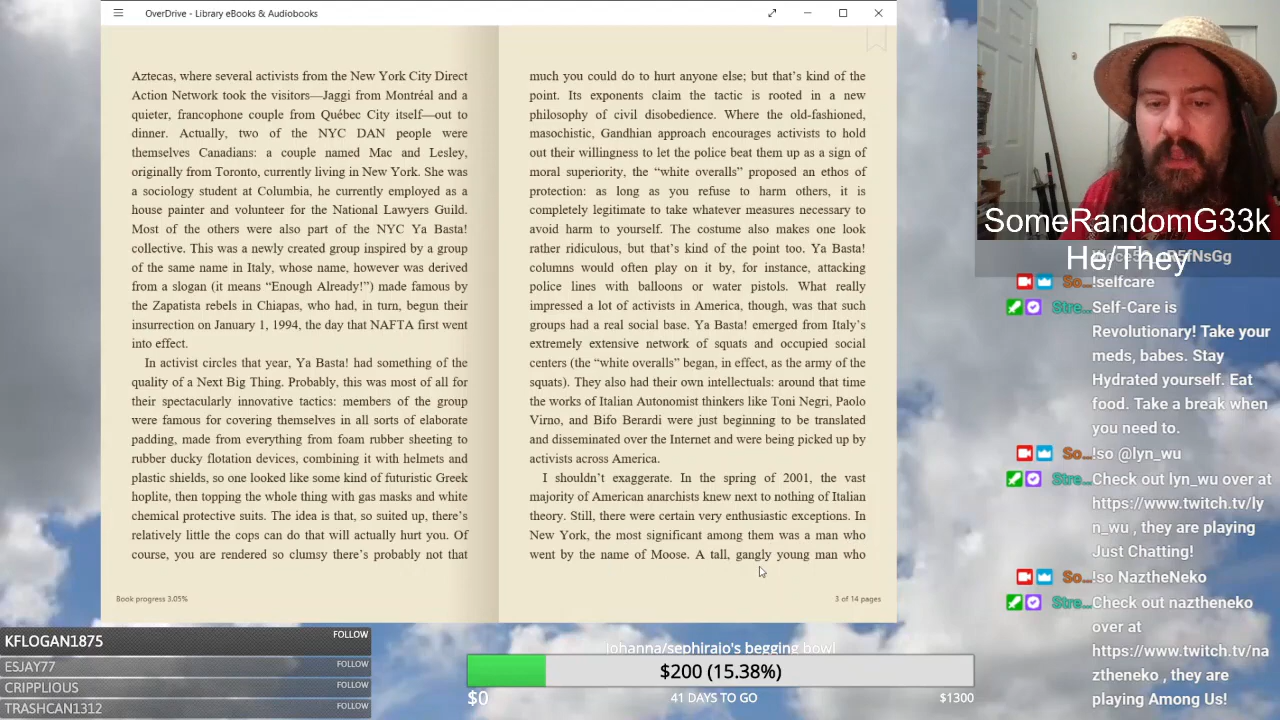 OverDrive - Library eBooks & Audiobooks
Aztecas, where several activists from the New York City Direct
Action Network took the visitors—Jaggi from Montréal and a
quieter, francophone couple from Québec City itself—out to
dinner. Actually, two of the NYC DAN people were
themselves Canadians: a couple named Mac and Lesley,
originally from Toronto, currently living in New York. She was
a sociology student at Columbia, he currently employed as a
house painter and volunteer for the National Lawyers Guild.
Most of the others were also part of the NYC Ya Basta!
collective. This was a newly created group inspired by a group
of the same name in Italy, whose name, however was derived
from a slogan (it means “Enough Already!”) made famous by
the Zapatista rebels in Chiapas, who had, in turn, begun their
insurrection on January 1, 1994, the day that NAFTA first went
into effect.
In activist circles that year, Ya Basta! had something of the
quality of a Next Big Thing. Probably, this was most of all for
their spectacularly innovative tactics: members of the group
were famous for covering themselves in all sorts of elaborate
padding, made from everything from foam rubber sheeting to
rubber ducky flotation devices, combining it with helmets and
plastic shields, so one looked like some kind of futuristic Greek
hoplite, then topping the whole thing with gas masks and white
chemical protective suits. The idea is that, so suited up, there’s
relatively little the cops can do that will actually hurt you. Of
course, you are rendered so clumsy there’s probably not that
Book progress 3.05%
much you could do to hurt anyone else; but that’s kind of the
point. Its exponents claim the tactic is rooted in a new
philosophy of civil disobedience. Where the old-fashioned,
masochistic, Gandhian approach encourages activists to hold
out their willingness to let the police beat them up as a sign of
moral superiority, the “white overalls” proposed an ethos of
protection: as long as you refuse to harm others, it is
completely legitimate to take whatever measures necessary to
avoid harm to yourself. The costume also makes one look
rather ridiculous, but that’s kind of the point too. Ya Basta!
columns would often play on it by, for instance, attacking
police lines with balloons or water pistols. What really
impressed a lot of activists in America, though, was that such
groups had a real social base. Ya Basta! emerged from Italy’s
extremely extensive network of squats and occupied social
centers (the “white overalls” began, in effect, as the army of the
squats). They also had their own intellectuals: around that time
the works of Italian Autonomist thinkers like Toni Negri, Paolo
Virno, and Bifo Berardi were just beginning to be translated
and disseminated over the Internet and were being picked up by
activists across America.
I shouldn’t exaggerate. In the spring of 2001, the vast
majority of American anarchists knew next to nothing of Italian
theory. Still, there were certain very enthusiastic exceptions. In
New York, the most significant among them was a man who
went by the name of Moose. A tall, gangly young man who
3 of 14 pages
SomeRandomG33k
He/They
So... !selfcare
Stre... Self-Care is
Revolutionary! Take your
meds, babes. Stay
Hydrated yourself. Eat
food. Take a break when
you need to.
So... !so @lyn_wu
Stre... Check out lyn_wu over at
https://www.twitch.tv/ly
n_wu , they are playing
Just Chatting!
So... !so NaztheNeko
Stre... Check out naztheneko
over at
https://www.twitch.tv/na
ztheneko , they are
playing Among Us!
KFLOGAN1875 FOLLOW
ESJAY77 FOLLOW
CRIPPLIOUS FOLLOW
TRASHCAN1312 FOLLOW
begging bowl
$200 (15.38%)
$0 41 DAYS TO GO $1300